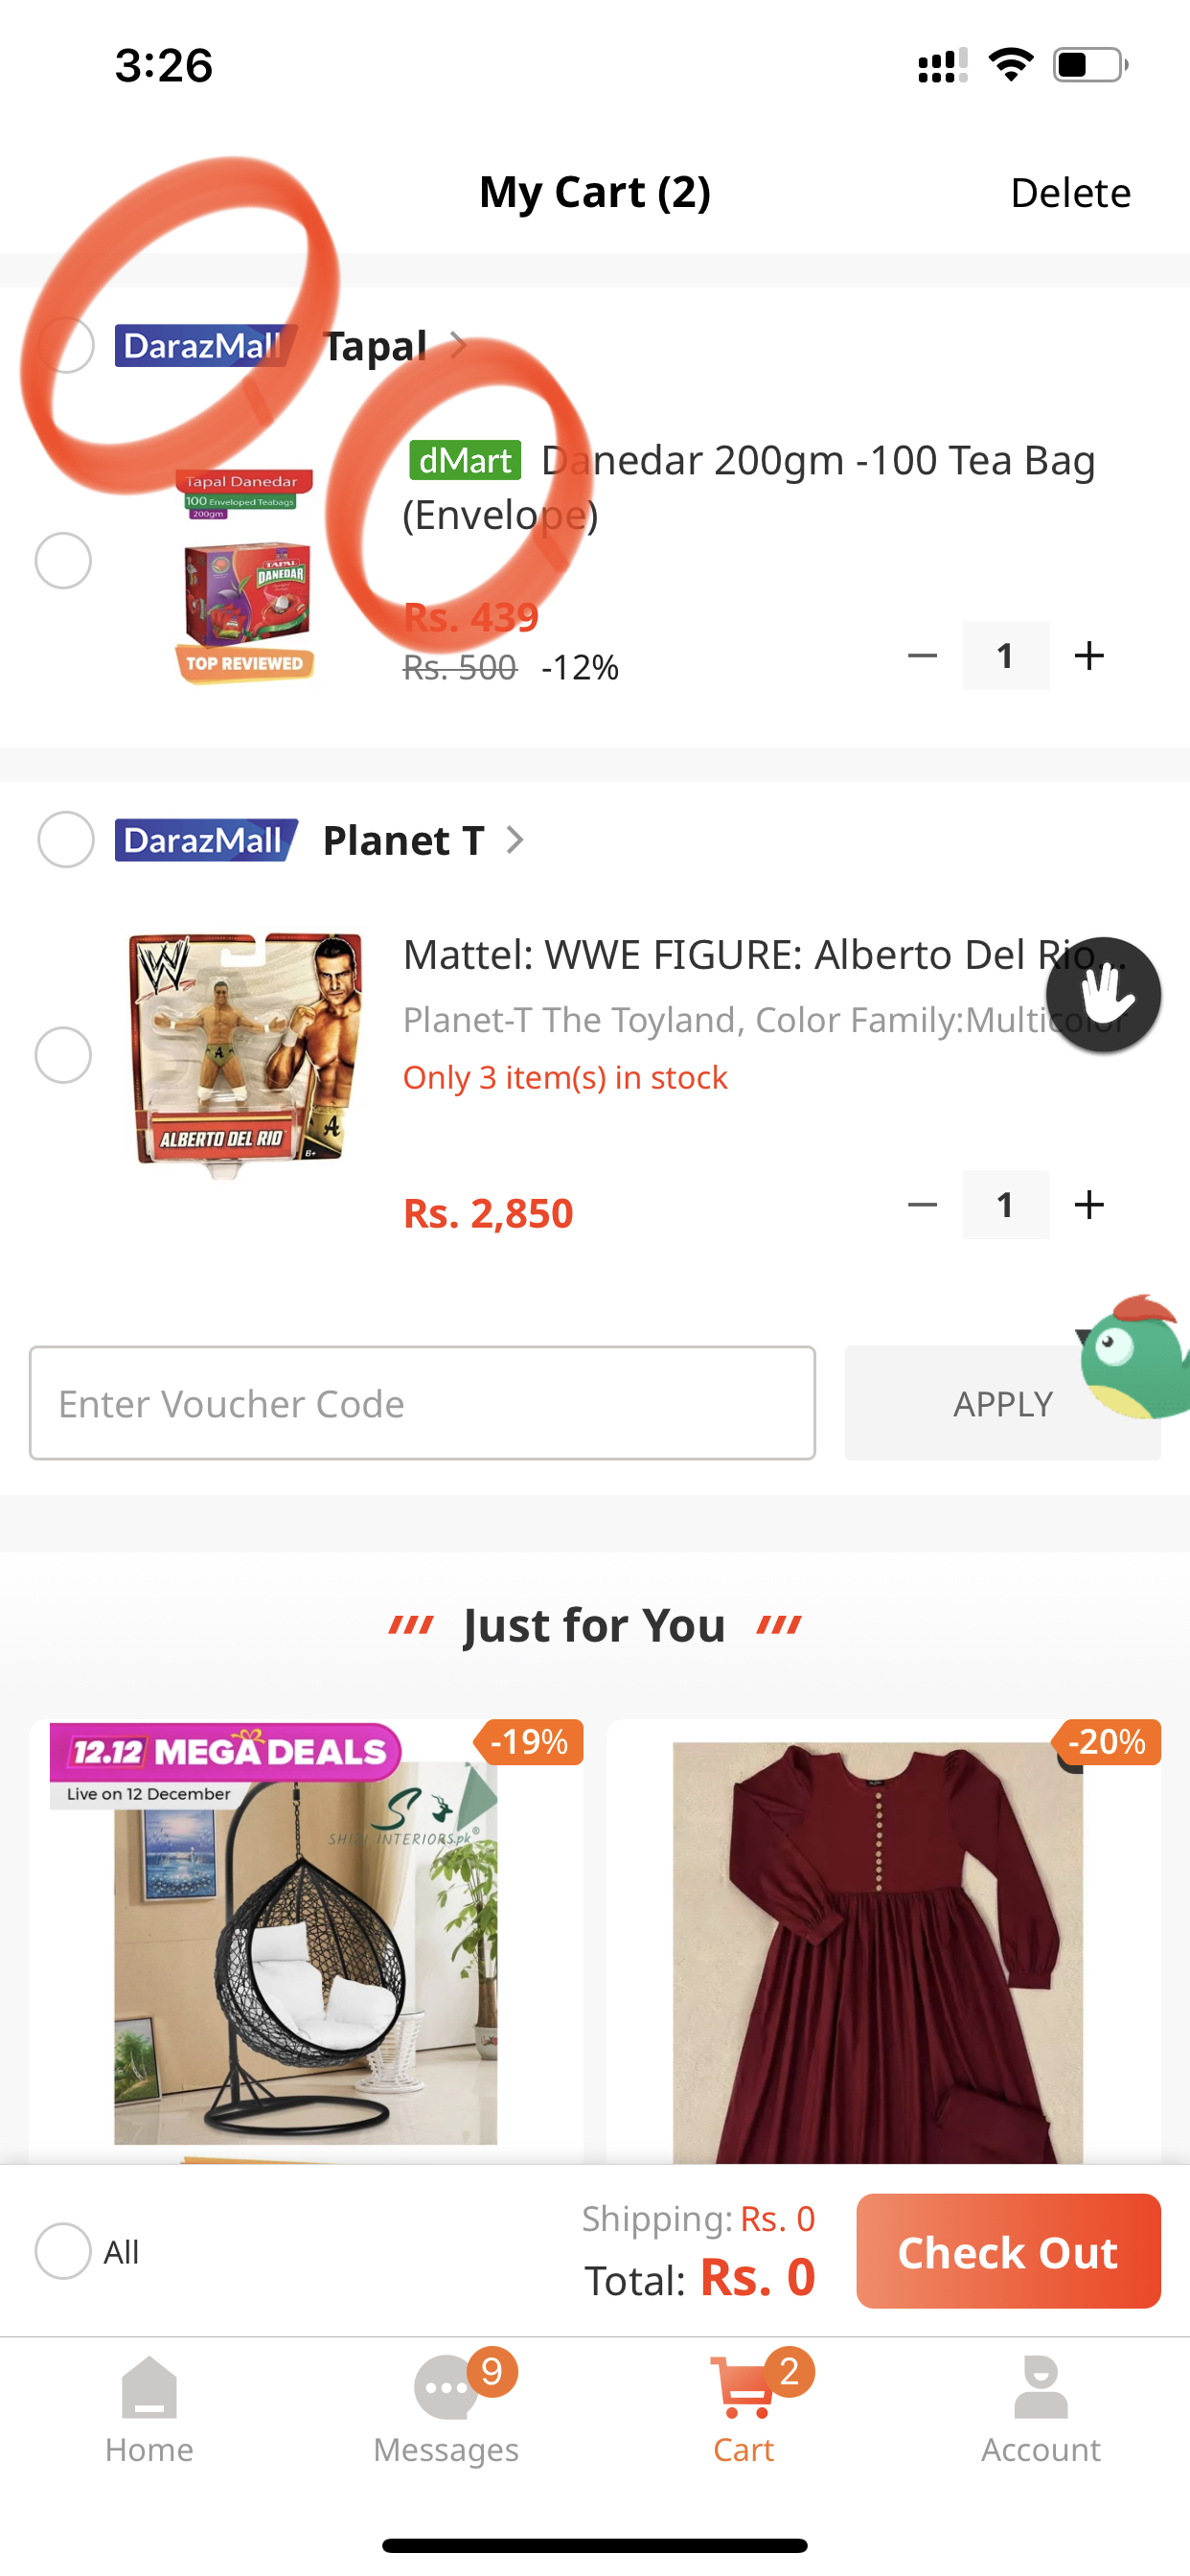 3:26
My Cart (2)
Delete
DarazMall Tapal
dMart Danedar 200gm -100 Tea Bag
(Envelope)
Tapal Danedar
100 Enveloped Teabags
200gm
TAPAL
DANEDAR
TOP REVIEWED
Rs. 439
Rs. 500 -12%
1
DarazMall Planet T
Mattel: WWE FIGURE: Alberto Del Rio...
Planet-T The Toyland, Color Family:Multicolor
Only 3 item(s) in stock
W
ALBERTO DEL RIO
A
6+
Rs. 2,850
1
Enter Voucher Code
APPLY
Just for You
12.12 MEGA DEALS
Live on 12 December
-19%
S
SHIZI INTERIORS.pk®
-20%
All
Shipping: Rs. 0
Total: Rs. 0
Check Out
9
2
Home
Messages
Cart
Account